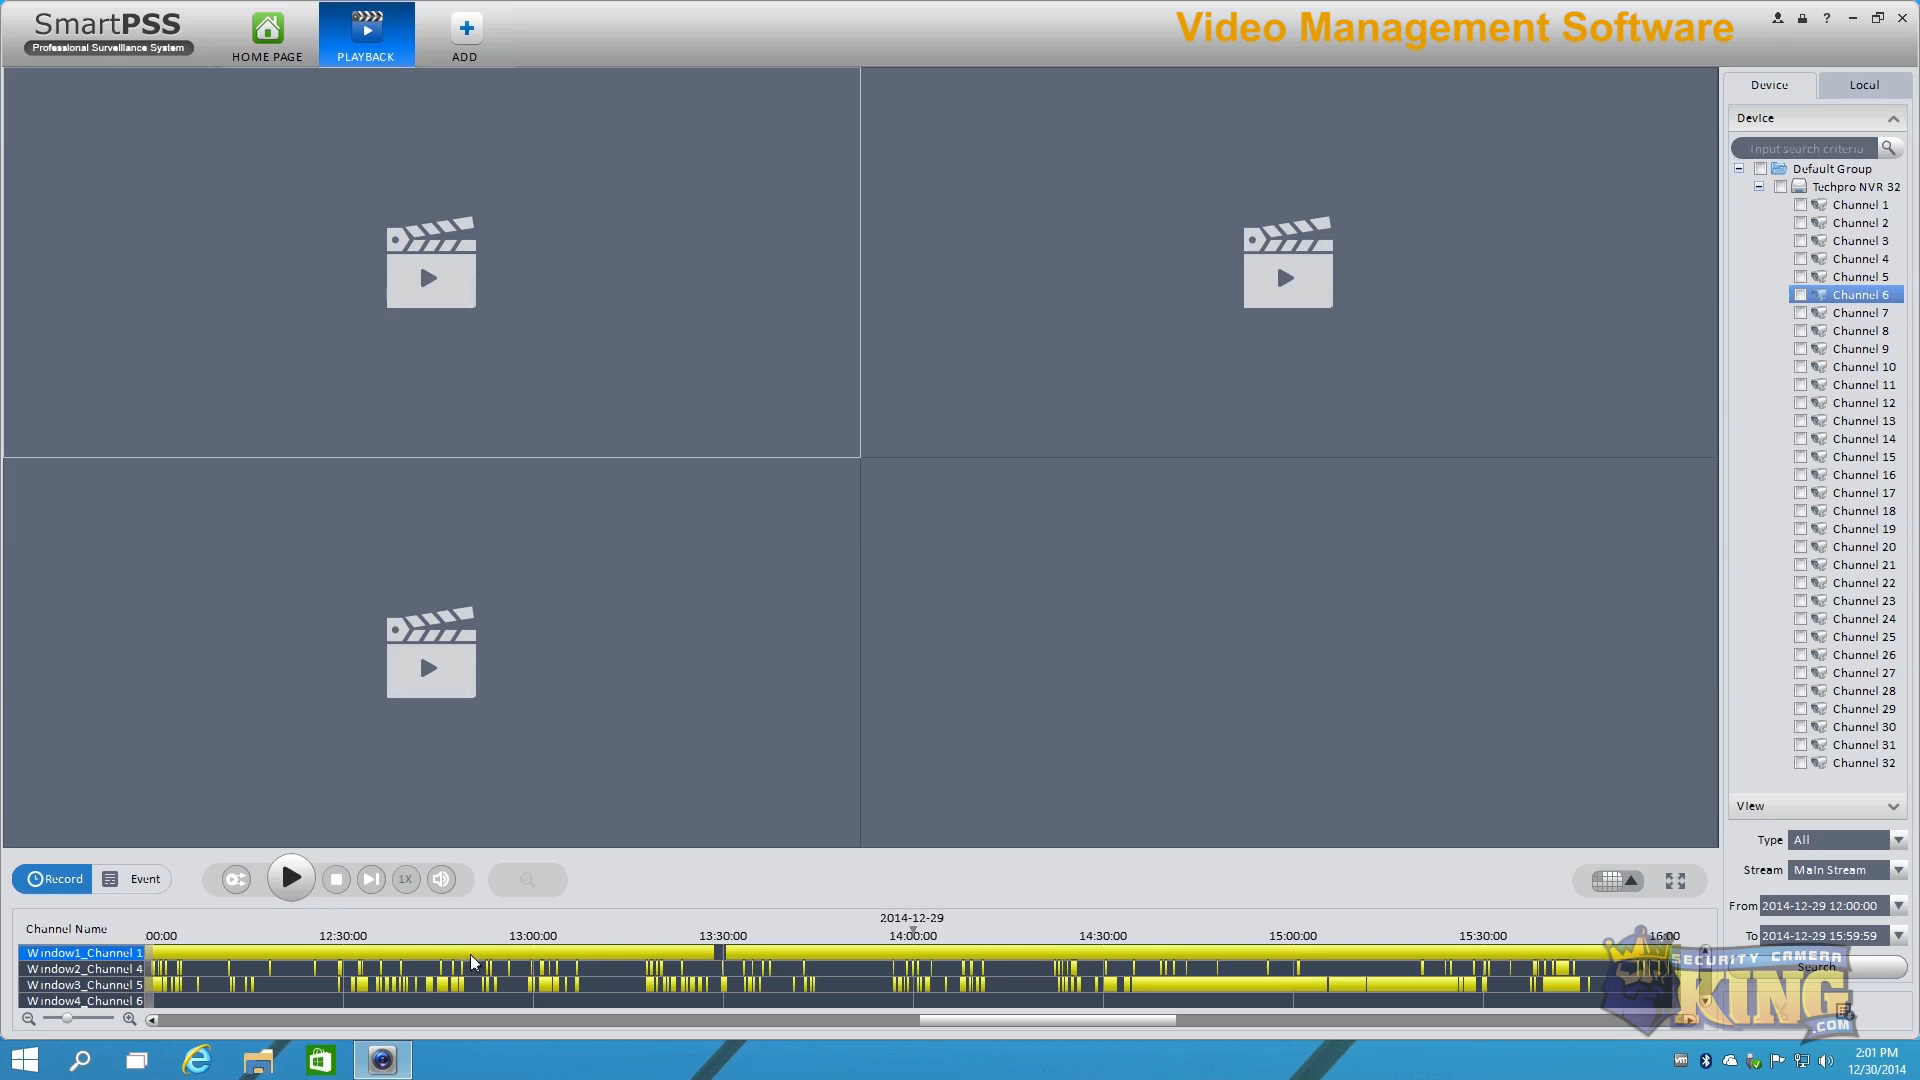 SmartPSS
Professional Surveillance System
HOME PAGE
PLAYBACK
ADD
Video Management Software
?
Device
Local
Device
Input search criteria
Default Group
Techpro NVR 32
Channel 1
Channel 2
Channel 3
Channel 4
Channel 5
Channel 6
Channel 7
Channel 8
Channel 9
Channel 10
Channel 11
Channel 12
Channel 13
Channel 14
Channel 15
Channel 16
Channel 17
Channel 18
Channel 19
Channel 20
Channel 21
Channel 22
Channel 23
Channel 24
Channel 25
Channel 26
Channel 27
Channel 28
Channel 29
Channel 30
Channel 31
Channel 32
View
Type All
Stream Main Stream
From 2014-12-29 12:00:00
To 2014-12-29 15:59:59
Search
Record
Event
1X
2014-12-29
Channel Name
00:00 12:30:00 13:00:00 13:30:00 14:00:00 14:30:00 15:00:00 15:30:00 16:00
Window1_Channel 1
Window2_Channel 4
Window3_Channel 5
Window4_Channel 6
SECURITY CAMERA
KING
.COM
2:01 PM
12/30/2014